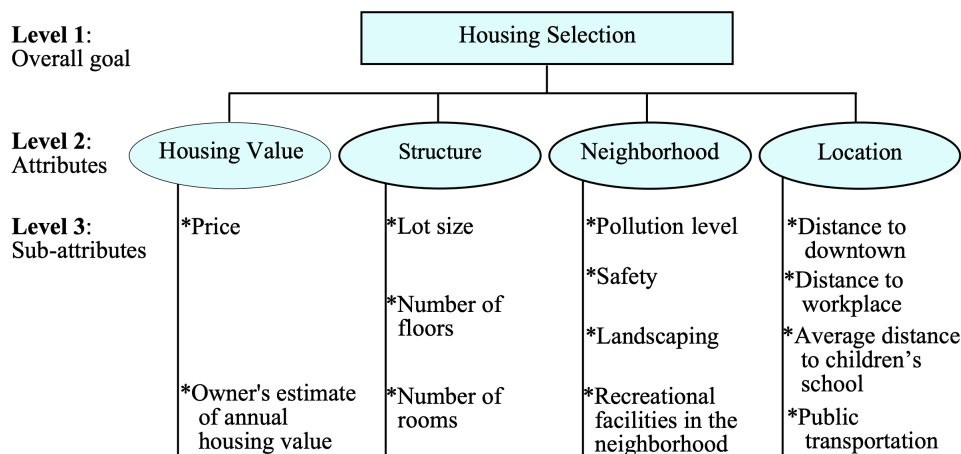 Level 1:
Overall goal
Housing Selection
Level 2:
Attributes
Housing Value
Structure
Neighborhood
Location
Level 3:
Sub-attributes
*Price
*Owner's estimate
of annual
housing value
*Lot size
*Number of
floors
*Number of
rooms
*Pollution level
*Safety
*Landscaping
*Recreational
facilities in the
neighborhood
*Distance to
downtown
*Distance to
workplace
*Average distance
to children’s
school
*Public
transportation